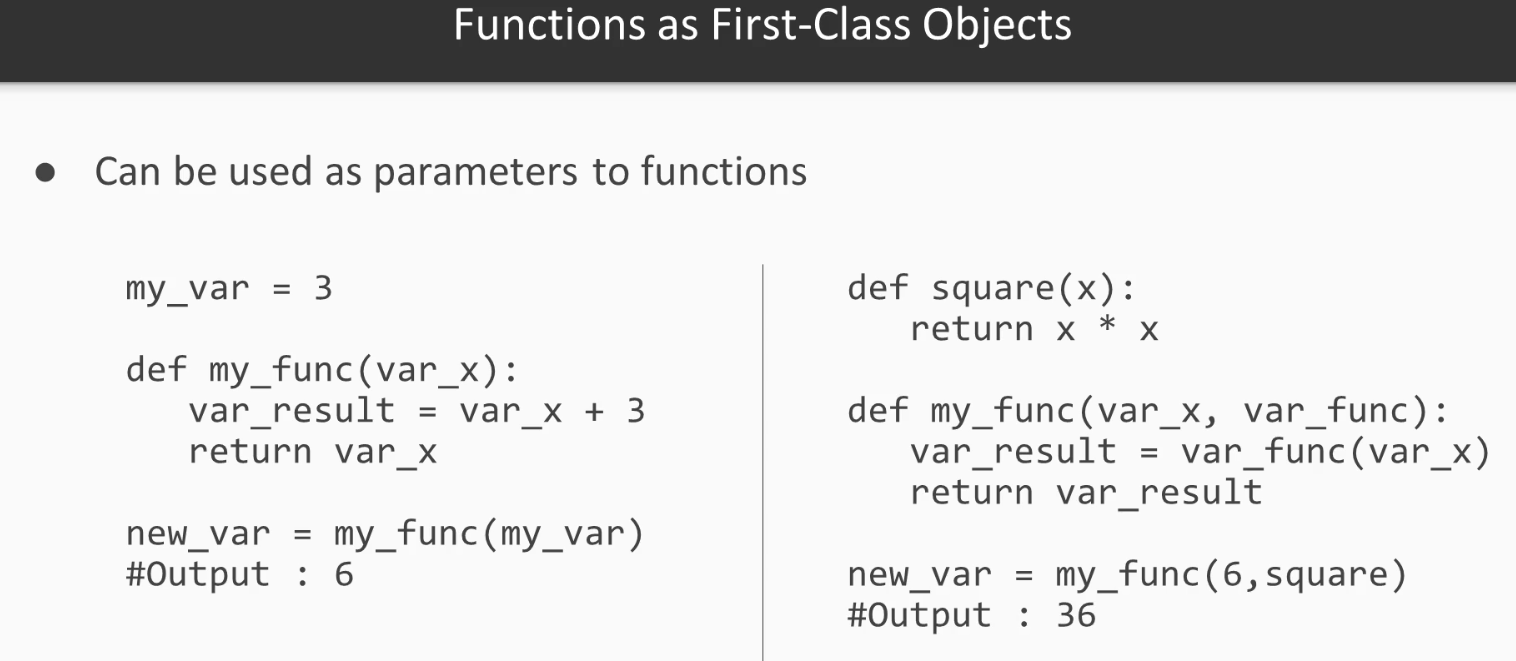 Functions as First-Class Objects
● Can be used as parameters to functions
my_var = 3
def my_func(var_x):
   var_result = var_x + 3
   return var_x
new_var = my_func(my_var)
#Output : 6
def square(x):
   return x * x
def my_func(var_x, var_func):
   var_result = var_func(var_x)
   return var_result
new_var = my_func(6,square)
#Output : 36